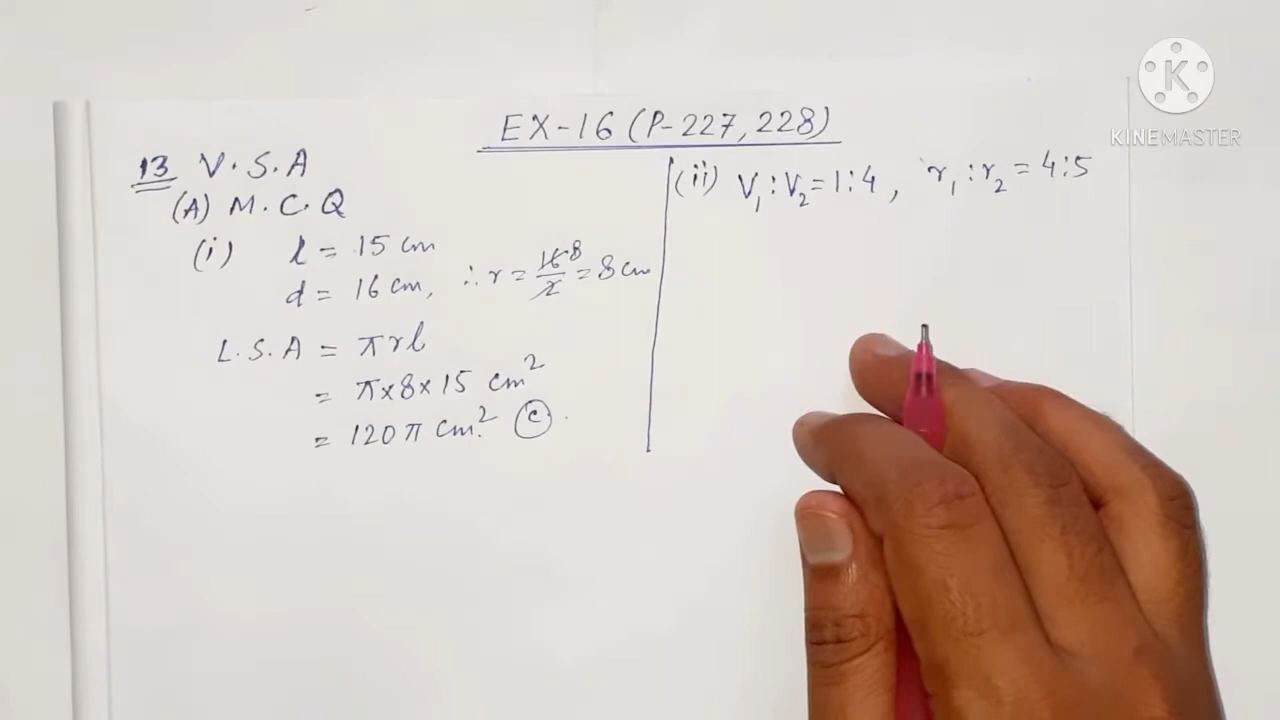 EX-16 (P-227, 228)
13 V.S.A
(A) M.C.Q
(i) l = 15 cm
d = 16 cm, ∴ r = 16/2 8 = 8 cm
L.S.A = πrl
= π×8×15 cm²
= 120π cm². (c).
(ii) V₁:V₂ = 1:4, r₁:r₂ = 4:5
K
KINEMASTER